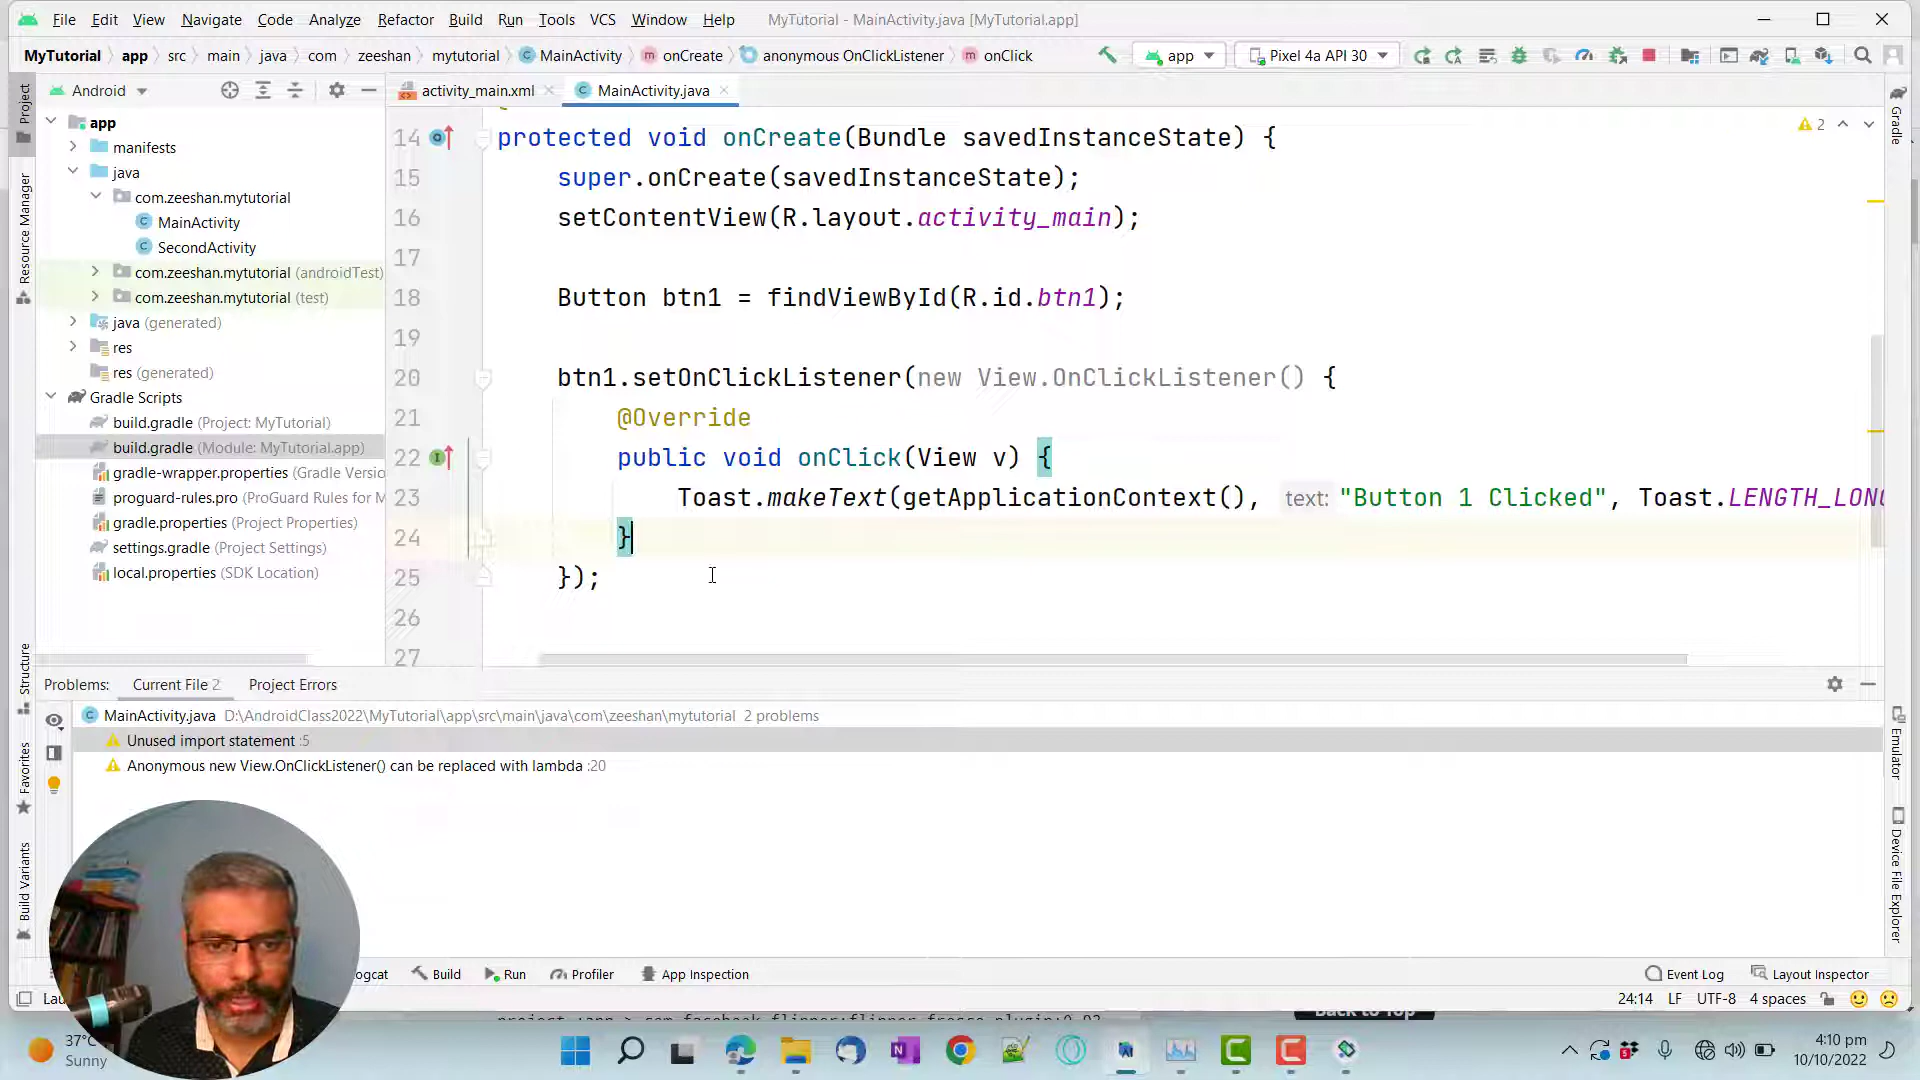 File Edit View Navigate Code Analyze Refactor Build Run Tools VCS Window Help MyTutorial - MainActivity.java [MyTutorial.app]
MyTutorial app src main java com zeeshan mytutorial MainActivity onCreate anonymous OnClickListener onClick app Pixel 4a API 30
Project
Android
activity_main.xml
MainActivity.java
Gradle
Resource Manager
app
manifests
java
com.zeeshan.mytutorial
MainActivity
SecondActivity
com.zeeshan.mytutorial (androidTest)
com.zeeshan.mytutorial (test)
java (generated)
res
res (generated)
Gradle Scripts
build.gradle (Project: MyTutorial)
build.gradle (Module: MyTutorial.app)
gradle-wrapper.properties (Gradle Versio
proguard-rules.pro (ProGuard Rules for M
gradle.properties (Project Properties)
settings.gradle (Project Settings)
local.properties (SDK Location)
2
14 protected void onCreate(Bundle savedInstanceState) {
15 super.onCreate(savedInstanceState);
16 setContentView(R.layout.activity_main);
17
18 Button btn1 = findViewById(R.id.btn1);
19
20 btn1.setOnClickListener(new View.OnClickListener() {
21 @Override
22 public void onClick(View v) {
23 Toast.makeText(getApplicationContext(), text: "Button 1 Clicked", Toast.LENGTH_LONG
24 }
25 });
26
27
Structure
Favorites
Build Variants
Emulator
Device File Explorer
Problems: Current File 2 Project Errors
MainActivity.java D:\AndroidClass2022\MyTutorial\app\src\main\java\com\zeeshan\mytutorial 2 problems
Unused import statement :5
Anonymous new View.OnClickListener() can be replaced with lambda :20
ogcat Build Run Profiler App Inspection Event Log Layout Inspector
Lau 24:14 LF UTF-8 4 spaces
Back to Top
37°C
Sunny
4:10 pm
10/10/2022